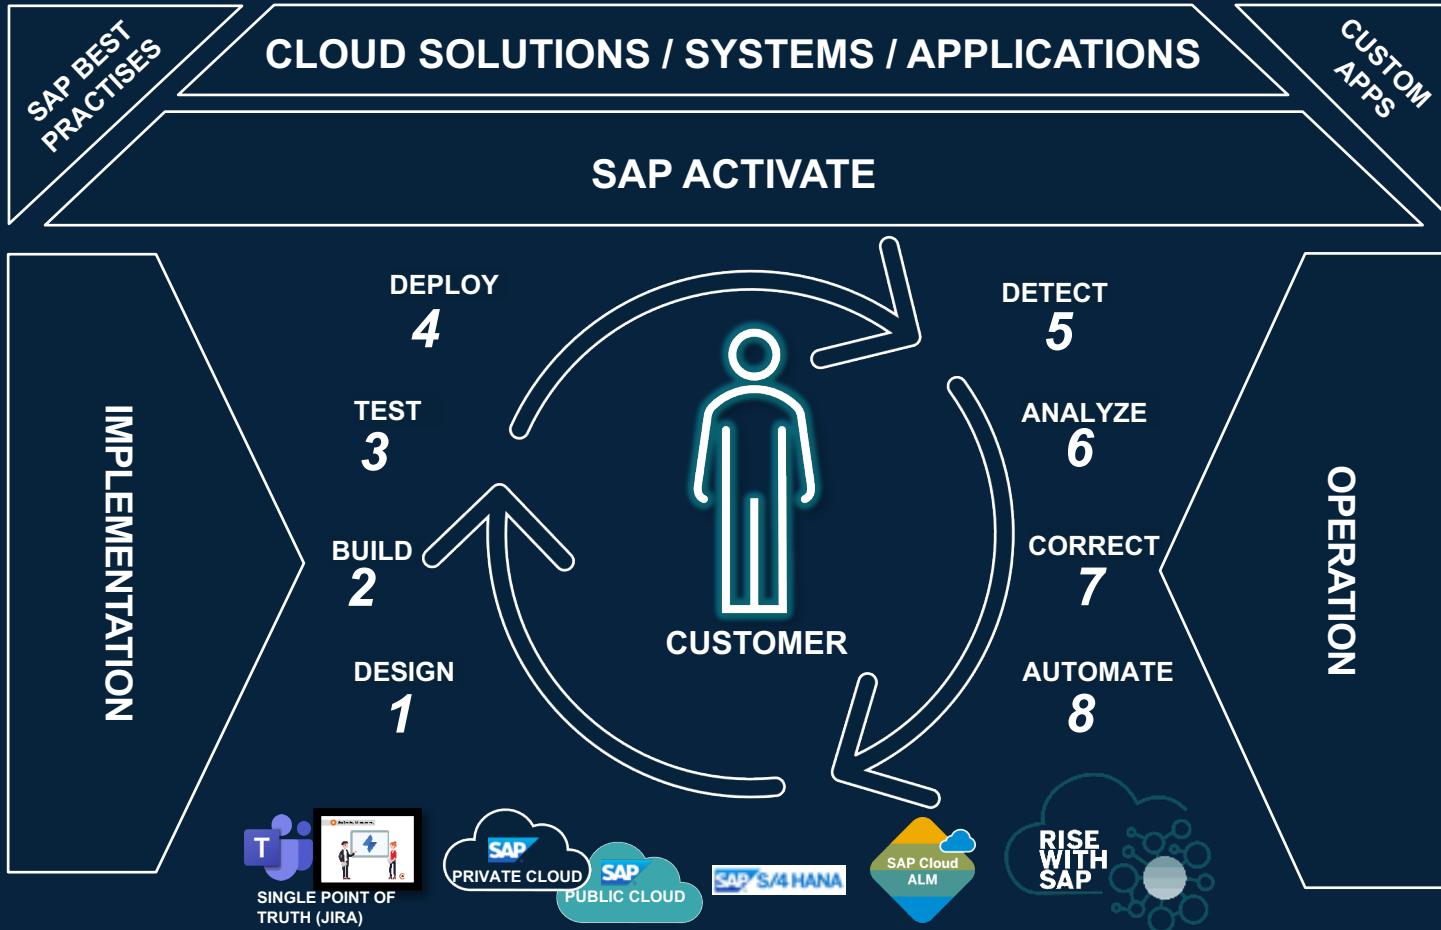 SAP BEST
PRACTISES
CLOUD SOLUTIONS / SYSTEMS / APPLICATIONS
CUSTOM
APPS
SAP ACTIVATE
IMPLEMENTATION
DEPLOY
4
TEST
3
BUILD
2
DESIGN
1
CUSTOMER
DETECT
5
ANALYZE
6
CORRECT
7
AUTOMATE
8
OPERATION
T
SINGLE POINT OF
TRUTH (JIRA)
SAP
PRIVATE CLOUD
SAP
PUBLIC CLOUD
SAP S/4 HANA
SAP Cloud
ALM
RISE
WITH
SAP